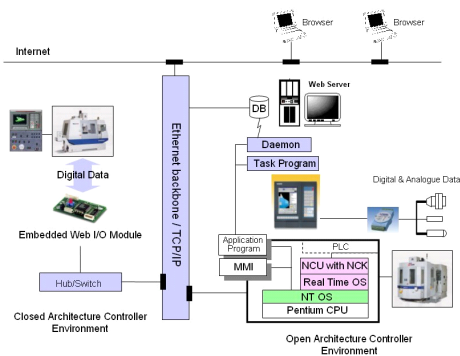 Browser
Browser
Internet
Web Server
DB
Ethernet backbone / TCP/IP
Daemon
Task Program
Digital Data
Digital & Analogue Data
Embedded Web I/O Module
Application
Program
PLC
MMI
NCU with NCK
Real Time OS
Hub/Switch
NT OS
Pentium CPU
Closed Architecture Controller
Environment
Open Architecture Controller
Environment